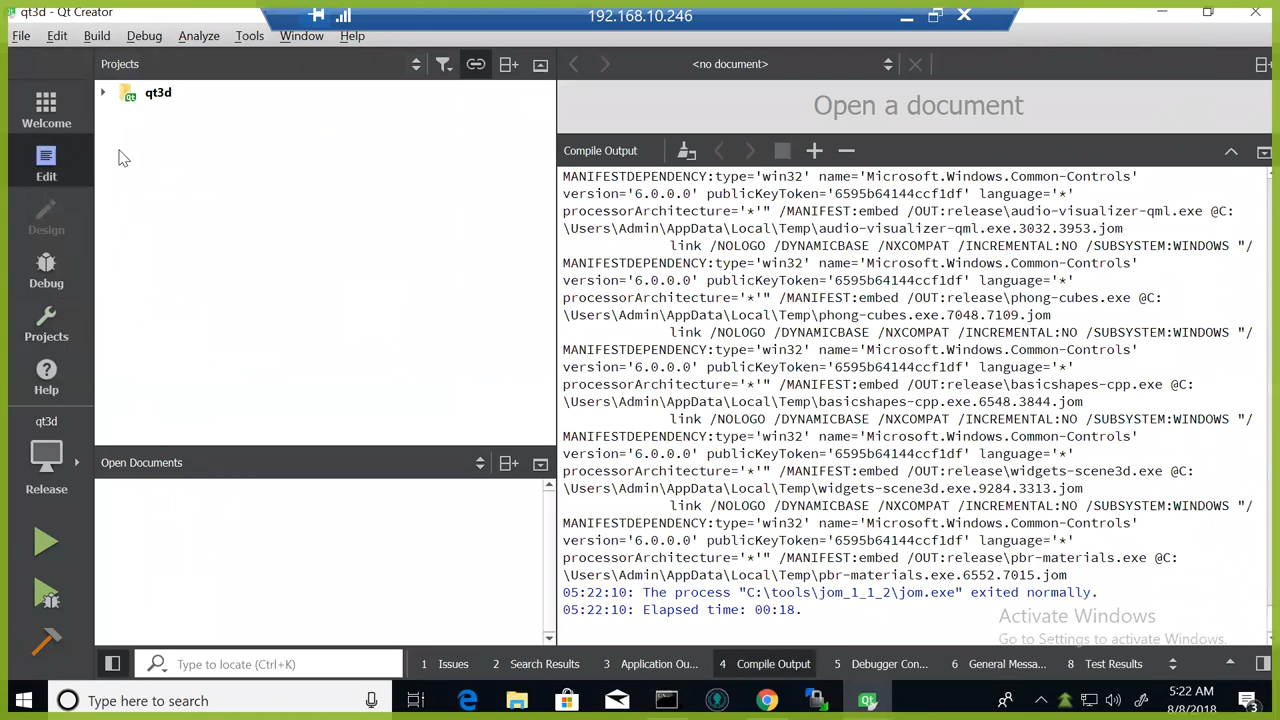 qt3d - Qt Creator
192.168.10.246
File Edit Build Debug Analyze Tools Window Help
Projects
<no document>
qt3d
Open a document
Welcome
Compile Output
Edit
MANIFESTDEPENDENCY:type='win32' name='Microsoft.Windows.Common-Controls'
version='6.0.0.0' publicKeyToken='6595b64144ccf1df' language='*'
processorArchitecture='*'" /MANIFEST:embed /OUT:release\audio-visualizer-qml.exe @C:
\Users\Admin\AppData\Local\Temp\audio-visualizer-qml.exe.3032.3953.jom
link /NOLOGO /DYNAMICBASE /NXCOMPAT /INCREMENTAL:NO /SUBSYSTEM:WINDOWS "/
MANIFESTDEPENDENCY:type='win32' name='Microsoft.Windows.Common-Controls'
version='6.0.0.0' publicKeyToken='6595b64144ccf1df' language='*'
processorArchitecture='*'" /MANIFEST:embed /OUT:release\phong-cubes.exe @C:
\Users\Admin\AppData\Local\Temp\phong-cubes.exe.7048.7109.jom
link /NOLOGO /DYNAMICBASE /NXCOMPAT /INCREMENTAL:NO /SUBSYSTEM:WINDOWS "/
MANIFESTDEPENDENCY:type='win32' name='Microsoft.Windows.Common-Controls'
version='6.0.0.0' publicKeyToken='6595b64144ccf1df' language='*'
processorArchitecture='*'" /MANIFEST:embed /OUT:release\basicshapes-cpp.exe @C:
\Users\Admin\AppData\Local\Temp\basicshapes-cpp.exe.6548.3844.jom
link /NOLOGO /DYNAMICBASE /NXCOMPAT /INCREMENTAL:NO /SUBSYSTEM:WINDOWS "/
MANIFESTDEPENDENCY:type='win32' name='Microsoft.Windows.Common-Controls'
version='6.0.0.0' publicKeyToken='6595b64144ccf1df' language='*'
processorArchitecture='*'" /MANIFEST:embed /OUT:release\widgets-scene3d.exe @C:
\Users\Admin\AppData\Local\Temp\widgets-scene3d.exe.9284.3313.jom
link /NOLOGO /DYNAMICBASE /NXCOMPAT /INCREMENTAL:NO /SUBSYSTEM:WINDOWS "/
MANIFESTDEPENDENCY:type='win32' name='Microsoft.Windows.Common-Controls'
version='6.0.0.0' publicKeyToken='6595b64144ccf1df' language='*'
processorArchitecture='*'" /MANIFEST:embed /OUT:release\pbr-materials.exe @C:
\Users\Admin\AppData\Local\Temp\pbr-materials.exe.6552.7015.jom
05:22:10: The process "C:\tools\jom_1_1_2\jom.exe" exited normally.
05:22:10: Elapsed time: 00:18.
Design
Debug
Projects
Help
qt3d
Release
Open Documents
Activate Windows
Go to Settings to activate Windows.
Type to locate (Ctrl+K)
1 Issues 2 Search Results 3 Application Ou... 4 Compile Output 5 Debugger Con... 6 General Messa... 8 Test Results
Type here to search
5:22 AM
8/8/2018
3